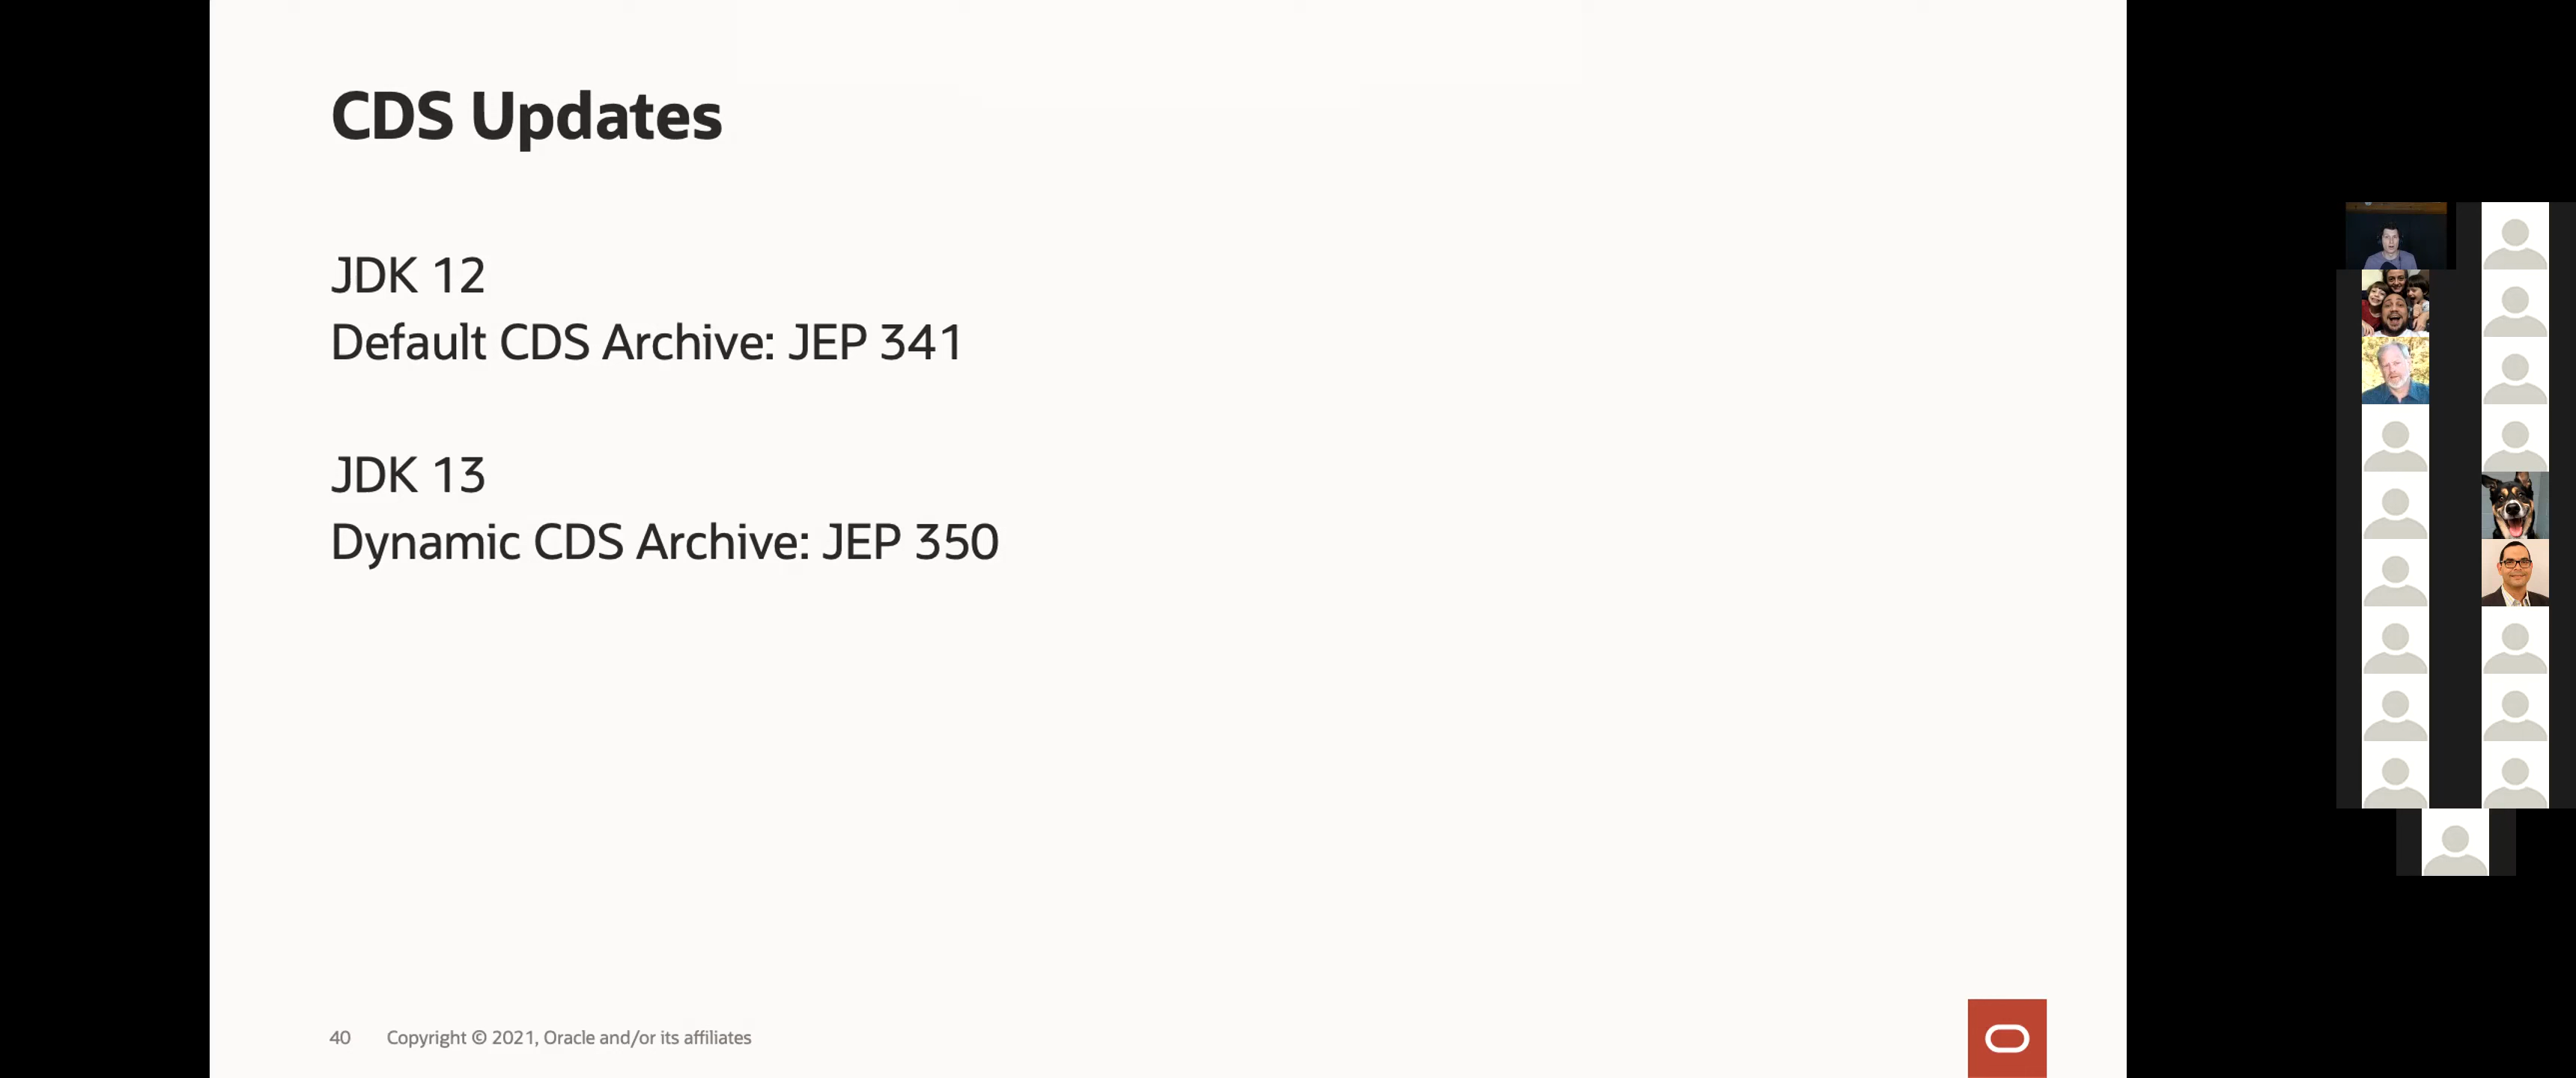 CDS Updates
JDK 12
Default CDS Archive: JEP 341
JDK 13
Dynamic CDS Archive: JEP 350
40 Copyright © 2021, Oracle and/or its affiliates